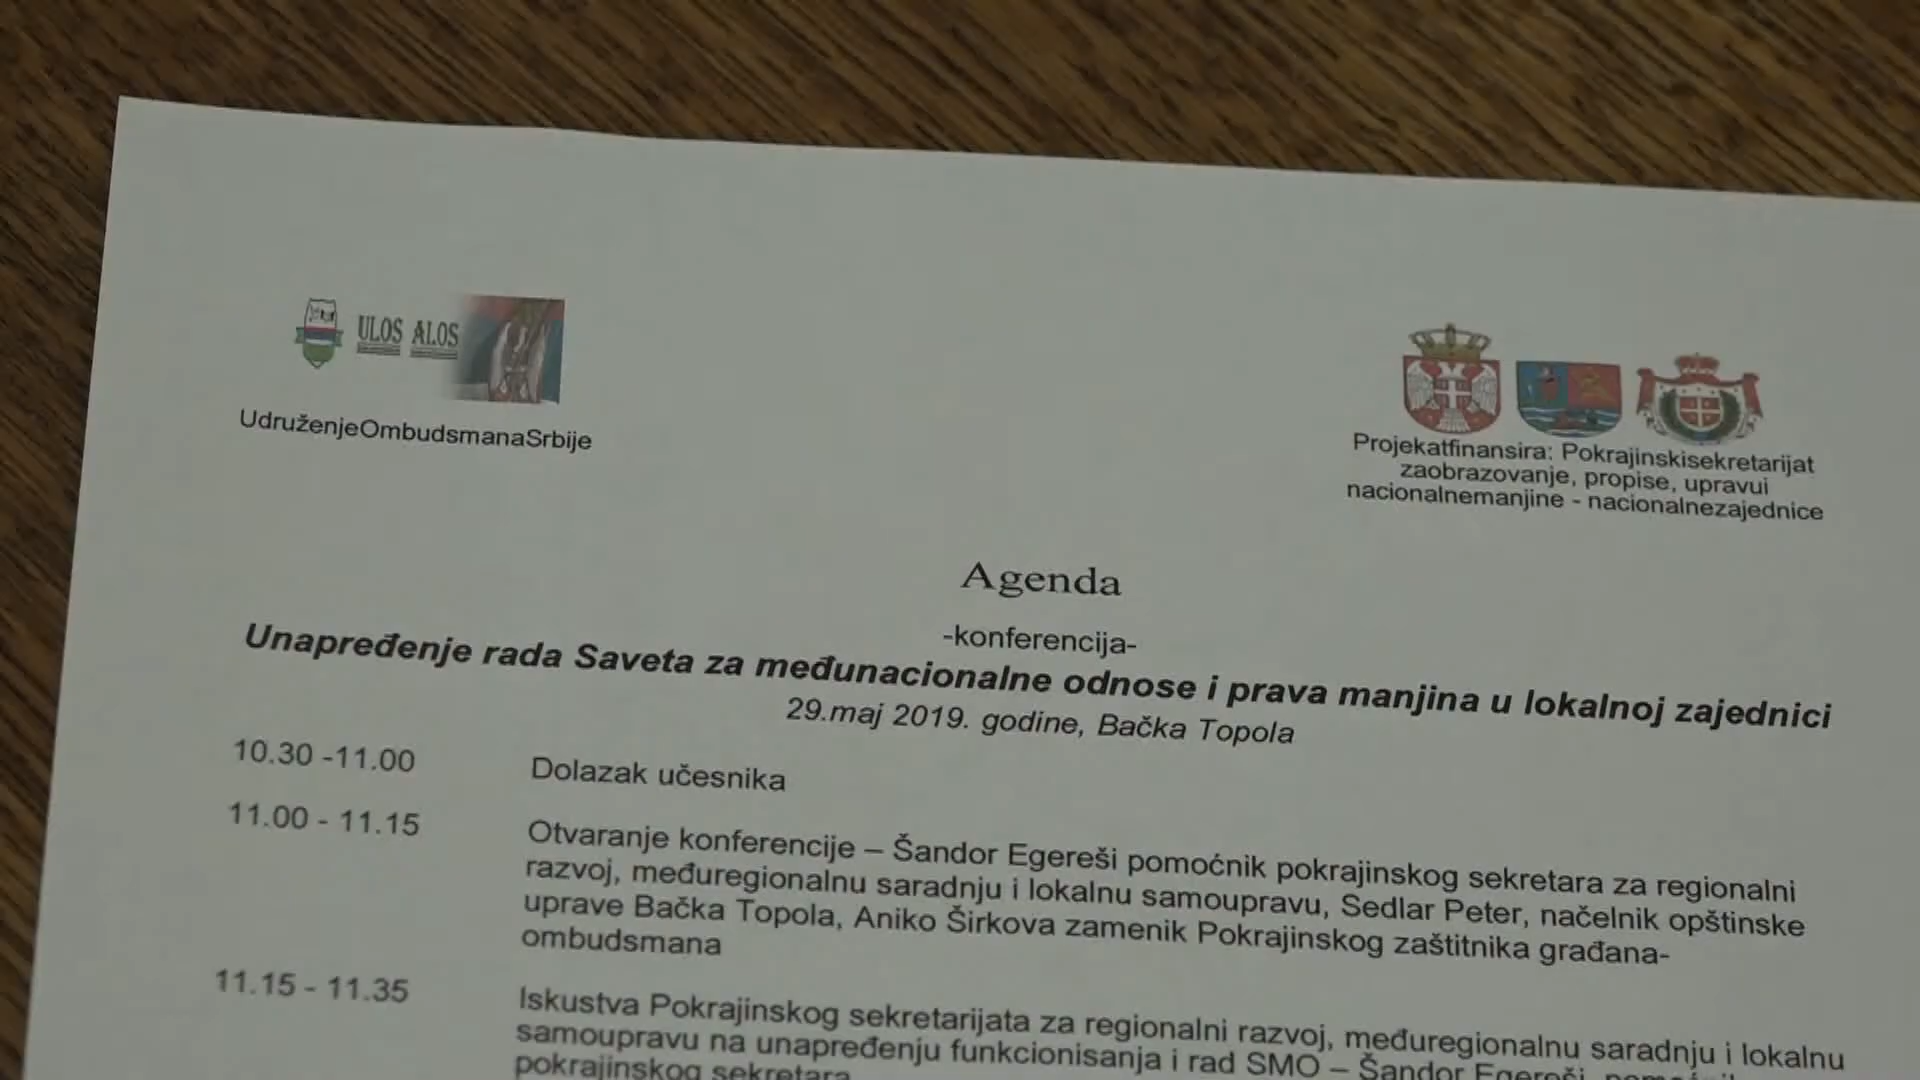 ULOS ALOS
UdruženjeOmbudsmanaSrbije
Projekatfinansira: Pokrajinskisekretarijat
zaobrazovanje, propise, upravui
nacionalnemanjine - nacionalnezajednice
Agenda
-konferencija-
Unapređenje rada Saveta za međunacionalne odnose i prava manjina u lokalnoj zajednici
29.maj 2019. godine, Bačka Topola
10.30 -11.00 Dolazak učesnika
11.00 - 11.15 Otvaranje konferencije – Šandor Egereši pomoćnik pokrajinskog sekretara za regionalni
razvoj, međuregionalnu saradnju i lokalnu samoupravu, Sedlar Peter, načelnik opštinske
uprave Bačka Topola, Aniko Širkova zamenik Pokrajinskog zaštitnika građana-
ombudsmana
11.15 - 11.35 Iskustva Pokrajinskog sekretarijata za regionalni razvoj, međuregionalnu saradnju i lokalnu
samoupravu na unapređenju funkcionisanja i rad SMO – Šandor Egereši, pomoćnik
pokrajinskog sekretara